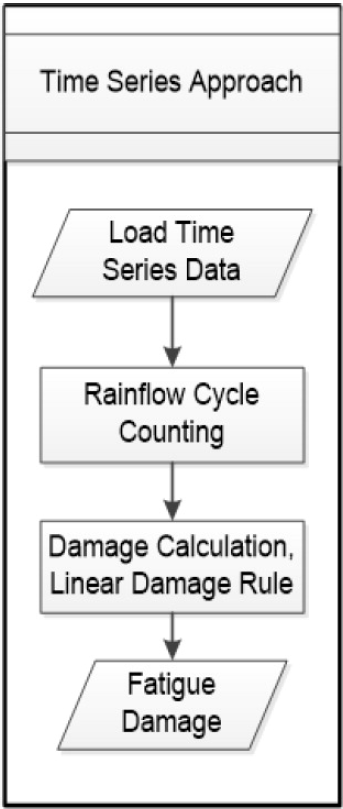 Time Series Approach
Load Time
Series Data
Rainflow Cycle
Counting
Damage Calculation,
Linear Damage Rule
Fatigue
Damage